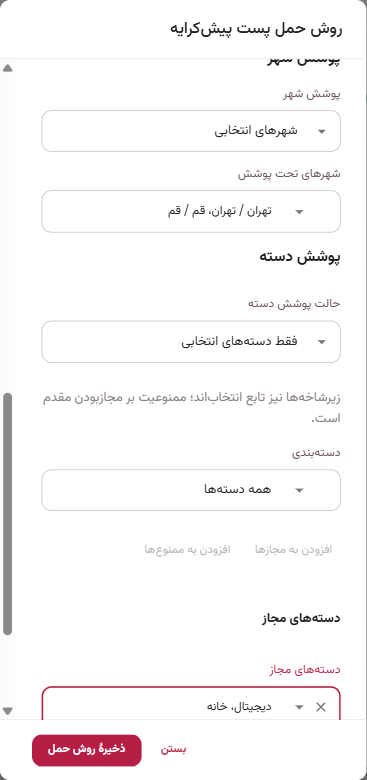 روش حمل پست پیش‌کرایه
پوشش شهر
پوشش شهر
شهرهای انتخابی
شهرهای تحت پوشش
تهران / تهران، قم / قم
پوشش دسته
حالت پوشش دسته
فقط دسته‌های انتخابی
زیرشاخه‌ها نیز تابع انتخاب‌اند؛ ممنوعیت بر مجازبودن مقدم
است.
دسته‌بندی
همه دسته‌ها
افزودن به مجازها افزودن به ممنوع‌ها
دسته‌های مجاز
دسته‌های مجاز
دیجیتال، خانه
بستن ذخیرهٔ روش حمل